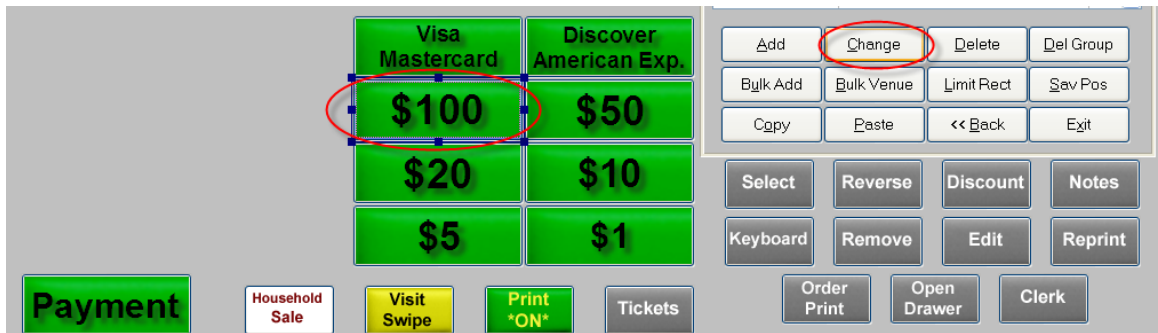 Visa
Mastercard
Discover
American Exp.
$100
$50
$20
$10
$5
$1
Payment
Household
Sale
Visit
Swipe
Print
*ON*
Tickets
Add
Change
Delete
Del Group
Bulk Add
Bulk Venue
Limit Rect
Sav Pos
Copy
Paste
<< Back
Exit
Select
Reverse
Discount
Notes
Keyboard
Remove
Edit
Reprint
Order
Print
Open
Drawer
Clerk